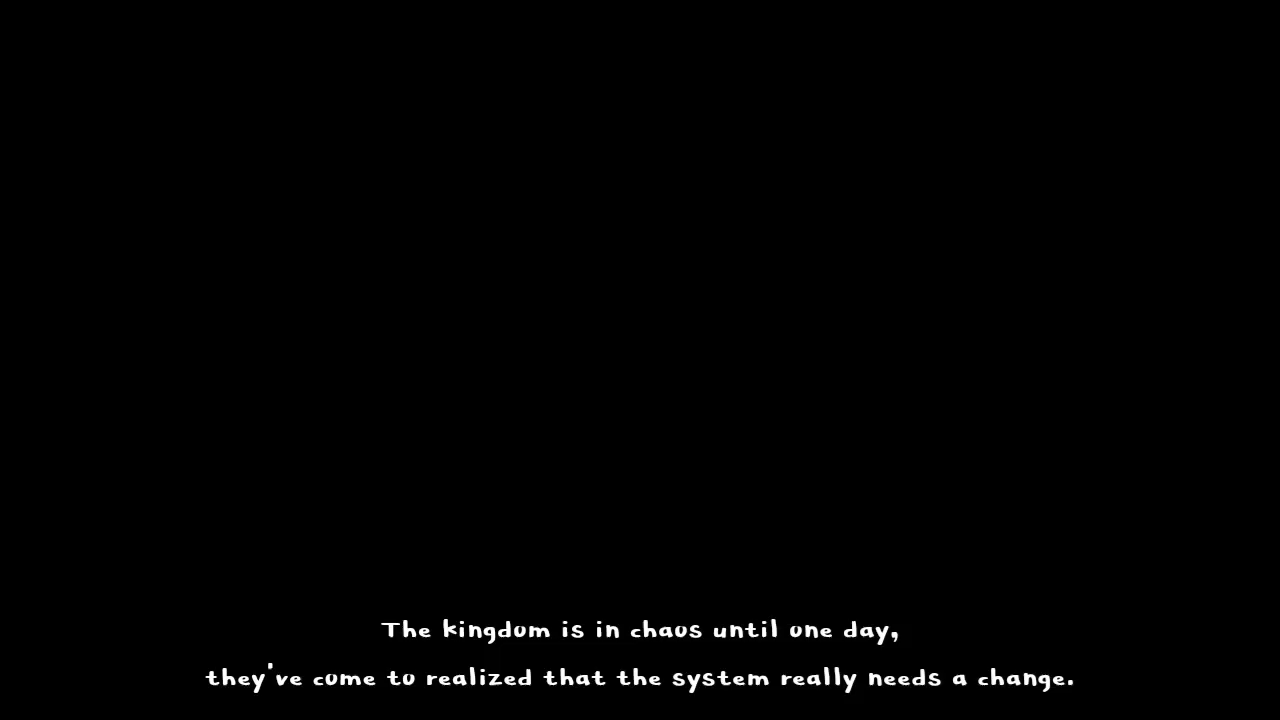 The kingdom is in chaos until one day,
they've come to realized that the system really needs a change.